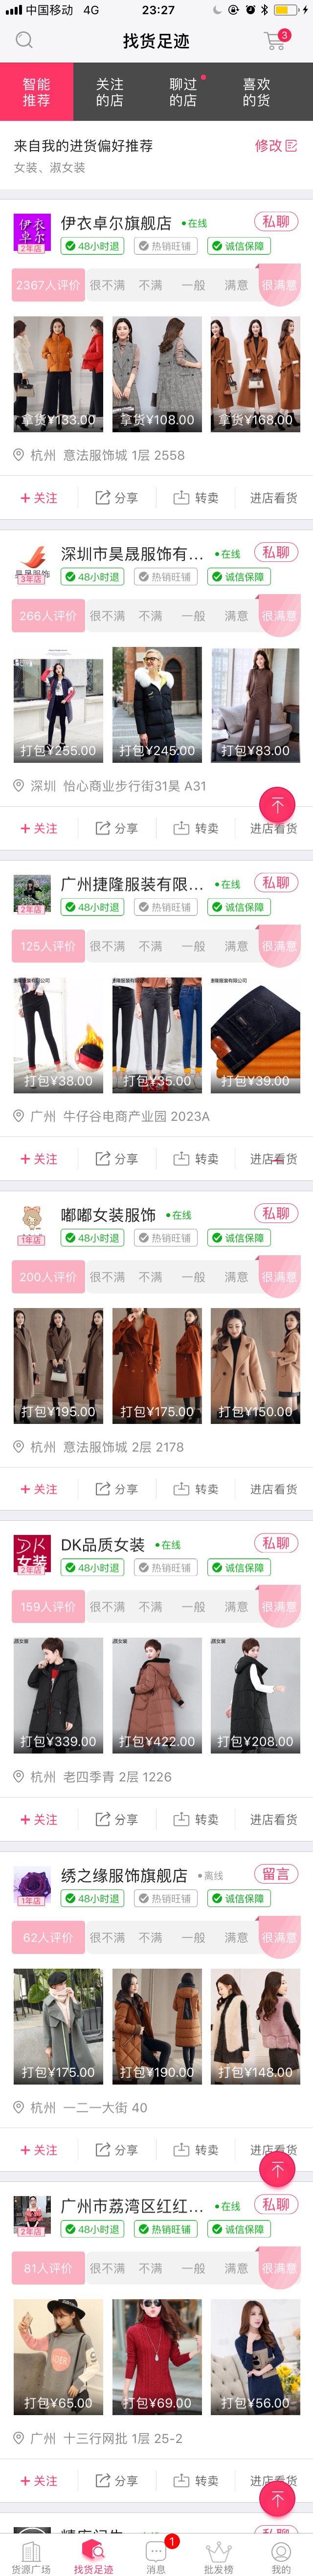 中国移动 4G 23:27
找货足迹 3
智能推荐 关注的店 聊过的店 喜欢的货
来自我的进货偏好推荐 修改
女装、淑女装
伊衣卓尔 2年店 伊衣卓尔旗舰店 在线 私聊
48小时退 热销旺铺 诚信保障
2367人评价 很不满 不满 一般 满意 很满意
拿货¥133.00 拿货¥108.00 拿货¥168.00
杭州 意法服饰城 1层 2558
+关注 分享 转卖 进店看货
3年店 深圳市昊晟服饰有... 在线 私聊
48小时退 热销旺铺 诚信保障
266人评价 很不满 不满 一般 满意 很满意
打包¥255.00 打包¥245.00 打包¥83.00
深圳 怡心商业步行街31昊 A31
+关注 分享 转卖 进店看货
2年店 广州捷隆服装有限... 在线 私聊
48小时退 热销旺铺 诚信保障
125人评价 很不满 不满 一般 满意 很满意
打包¥38.00 打包¥35.00 打包¥39.00
广州 牛仔谷电商产业园 2023A
+关注 分享 转卖 进店看货
1年店 嘟嘟女装服饰 在线 私聊
48小时退 热销旺铺 诚信保障
200人评价 很不满 不满 一般 满意 很满意
打包¥195.00 打包¥175.00 打包¥150.00
杭州 意法服饰城 2层 2178
+关注 分享 转卖 进店看货
DK女装 2年店 DK品质女装 在线 私聊
48小时退 热销旺铺 诚信保障
159人评价 很不满 不满 一般 满意 很满意
打包¥339.00 打包¥422.00 打包¥208.00
杭州 老四季青 2层 1226
+关注 分享 转卖 进店看货
1年店 绣之缘服饰旗舰店 离线 留言
48小时退 热销旺铺 诚信保障
62人评价 很不满 不满 一般 满意 很满意
打包¥175.00 打包¥190.00 打包¥148.00
杭州 一二一大街 40
+关注 分享 转卖 进店看货
2年店 广州市荔湾区红红... 在线 私聊
48小时退 热销旺铺 诚信保障
81人评价 很不满 不满 一般 满意 很满意
打包¥65.00 打包¥69.00 打包¥56.00
广州 十三行网批 1层 25-2
+关注 分享 转卖 进店看货
货源广场 找货足迹 消息 1 批发榜 我的